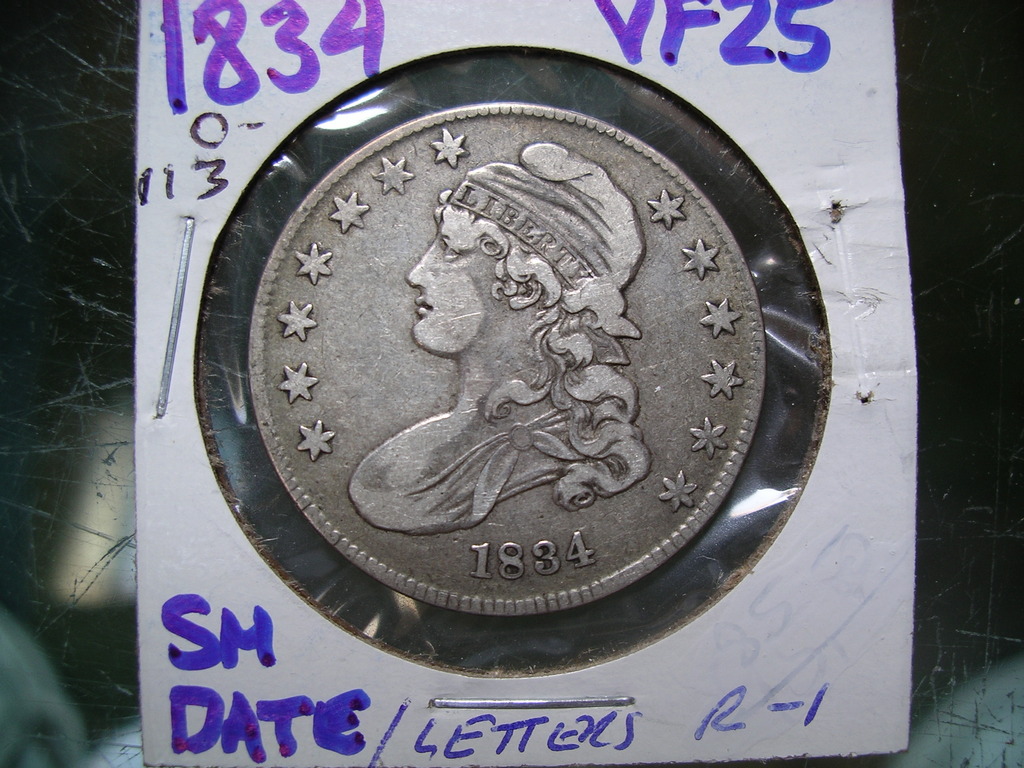 1834 VF25
O-
113
LIBERTY
1834
SM
DATE / LETTERS R-1